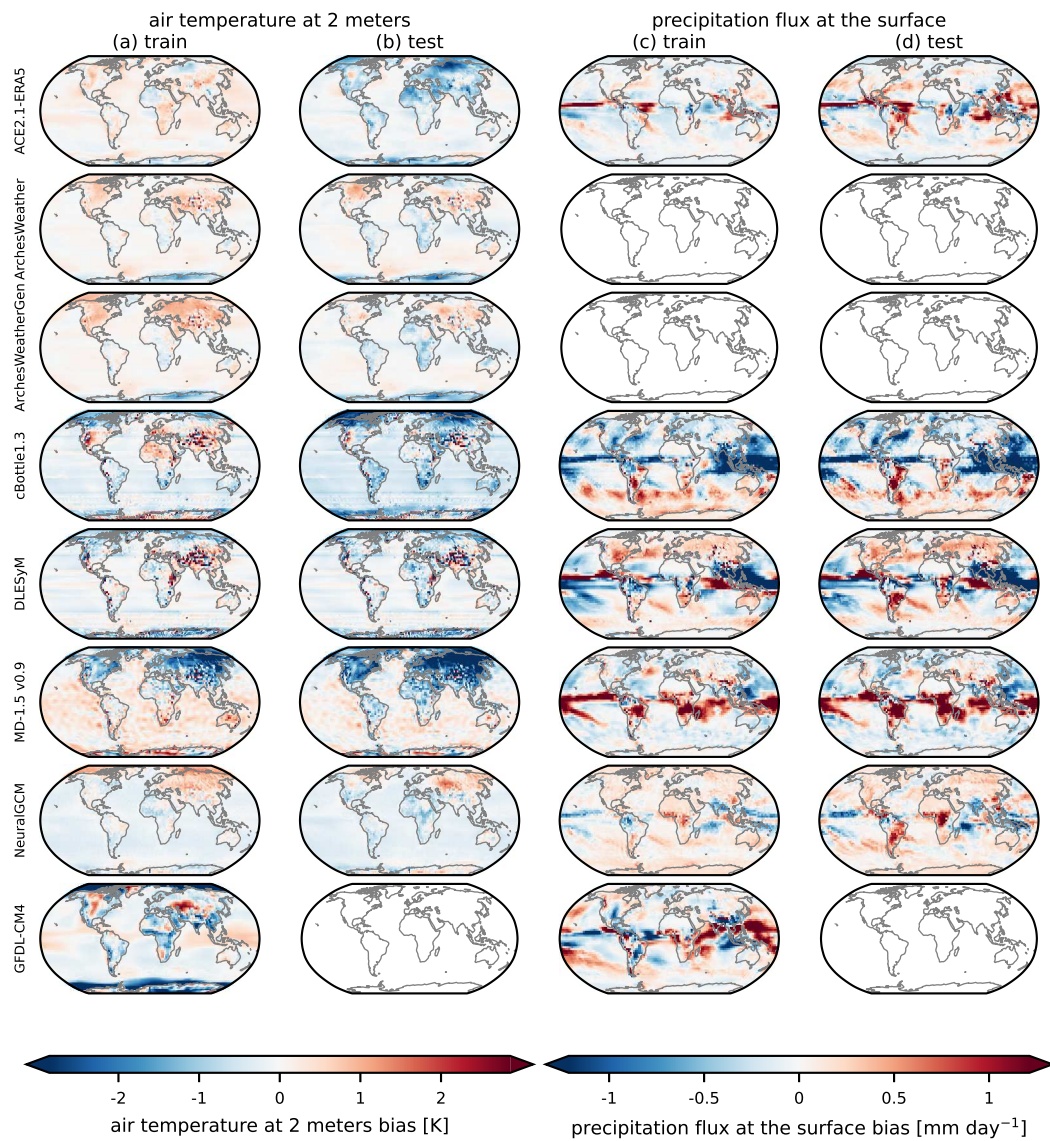 air temperature at 2 meters
precipitation flux at the surface
(a) train
(b) test
(c) train
(d) test
ACE2.1-ERA5
ArchesWeather
ArchesWeatherGen
cBottle1.3
DLESyM
MD-1.5 v0.9
NeuralGCM
GFDL-CM4
-2 -1 0 1 2
air temperature at 2 meters bias [K]
-1 -0.5 0 0.5 1
precipitation flux at the surface bias [mm day⁻¹]